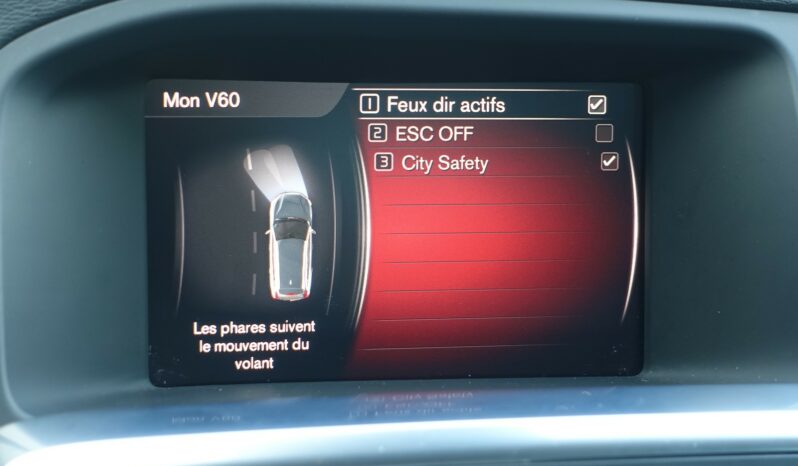 Mon V60
1 Feux dir actifs
2 ESC OFF
3 City Safety
Les phares suivent
le mouvement du
volant